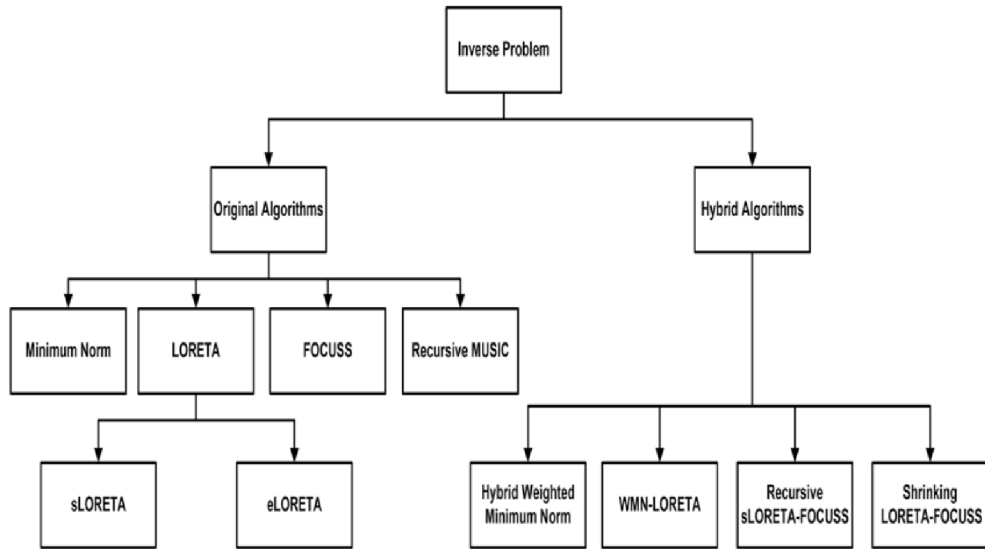 Inverse Problem
Original Algorithms
Hybrid Algorithms
Minimum Norm
LORETA
FOCUSS
Recursive MUSIC
sLORETA
eLORETA
Hybrid Weighted
Minimum Norm
WMN-LORETA
Recursive
sLORETA-FOCUSS
Shrinking
LORETA-FOCUSS